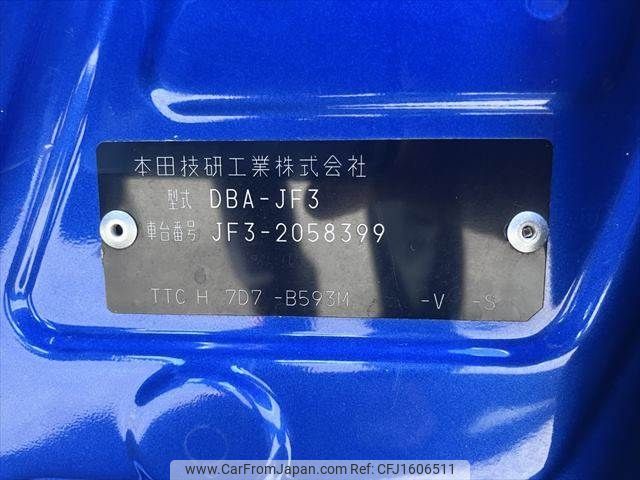 本田技研工業株式会社
型式 DBA-JF3
車台番号 JF3-2058399
TTC H 7D7 -B593M -V -S
www.CarFromJapan.com - CFJ1606511